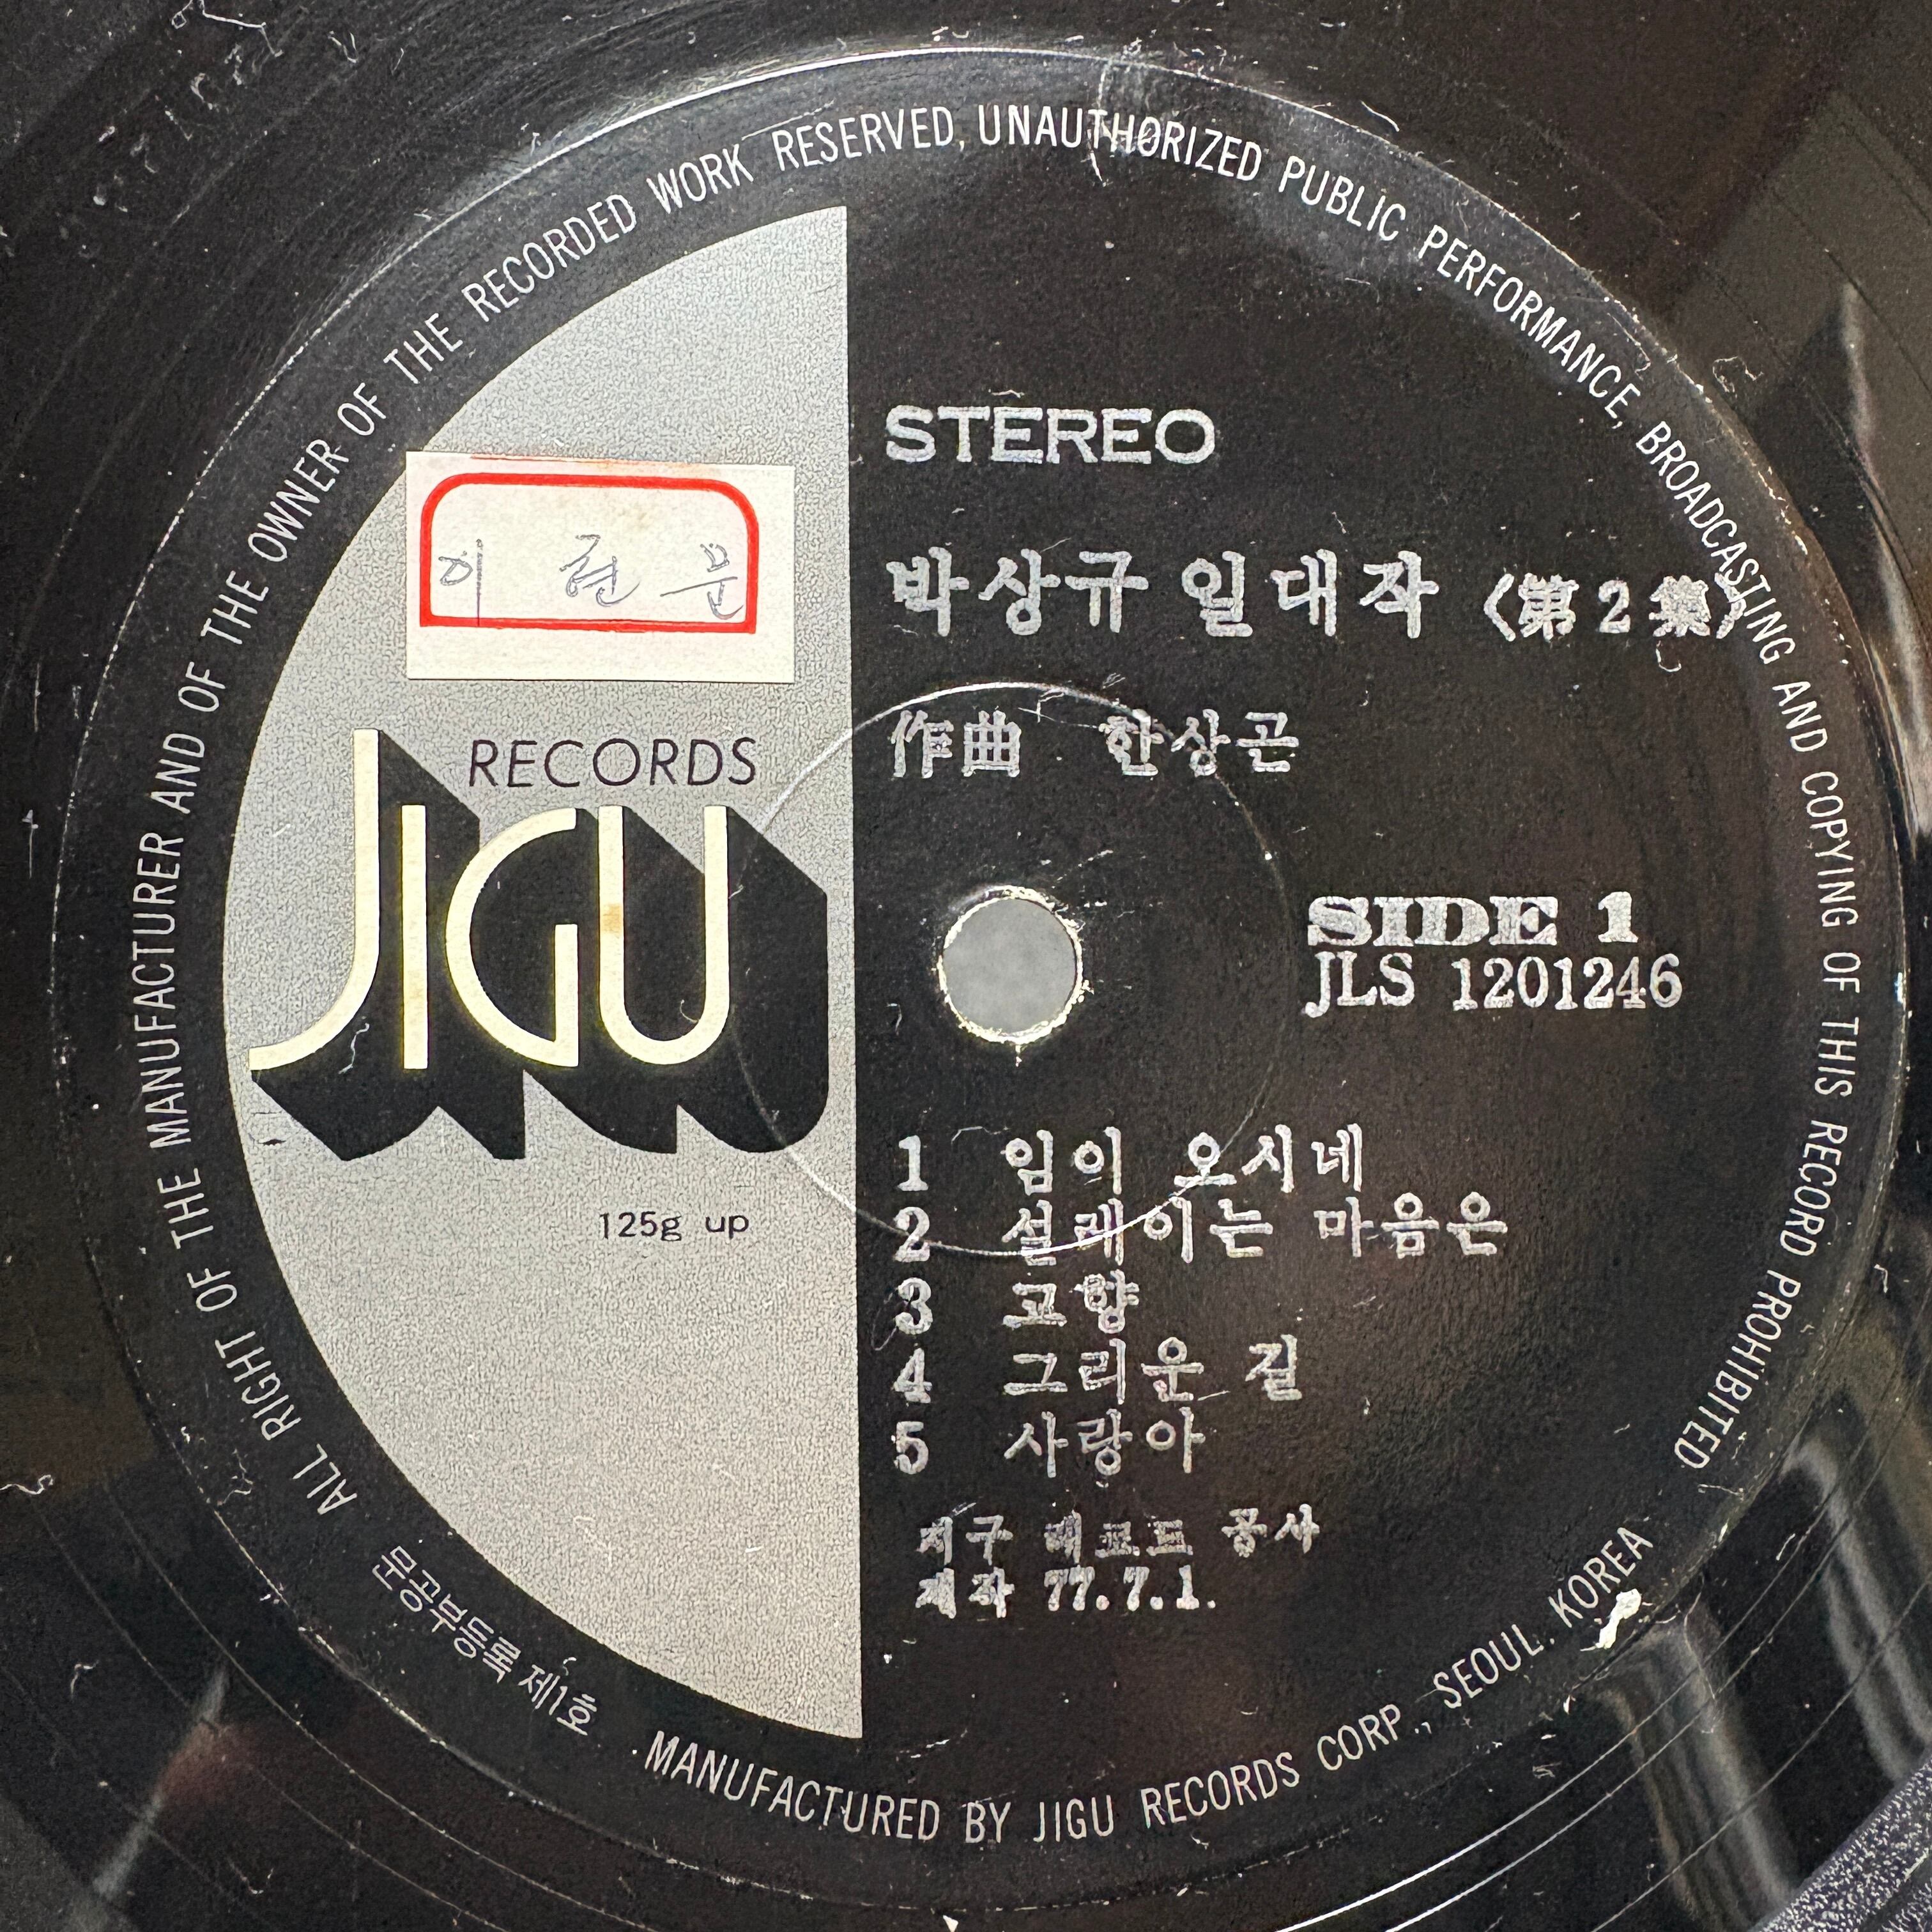 ALL RIGHT OF THE MANUFACTURER AND OF THE OWNER OF THE RECORDED WORK RESERVED, UNAUTHORIZED PUBLIC PERFORMANCE, BROADCASTING AND COPYING OF THIS RECORD PROHIBITED
STEREO
이 현 문
박상규 일대작 〈第2集〉
RECORDS
JIGU
作曲 한상곤
SIDE 1
JLS 1201246
125g up
1 임이 오시네
2 설레이는 마음은
3 고향
4 그리운 길
5 사랑아
지구 레코드 공사
제작 77.7.1.
문공부등록 제1호
MANUFACTURED BY JIGU RECORDS CORP., SEOUL. KOREA